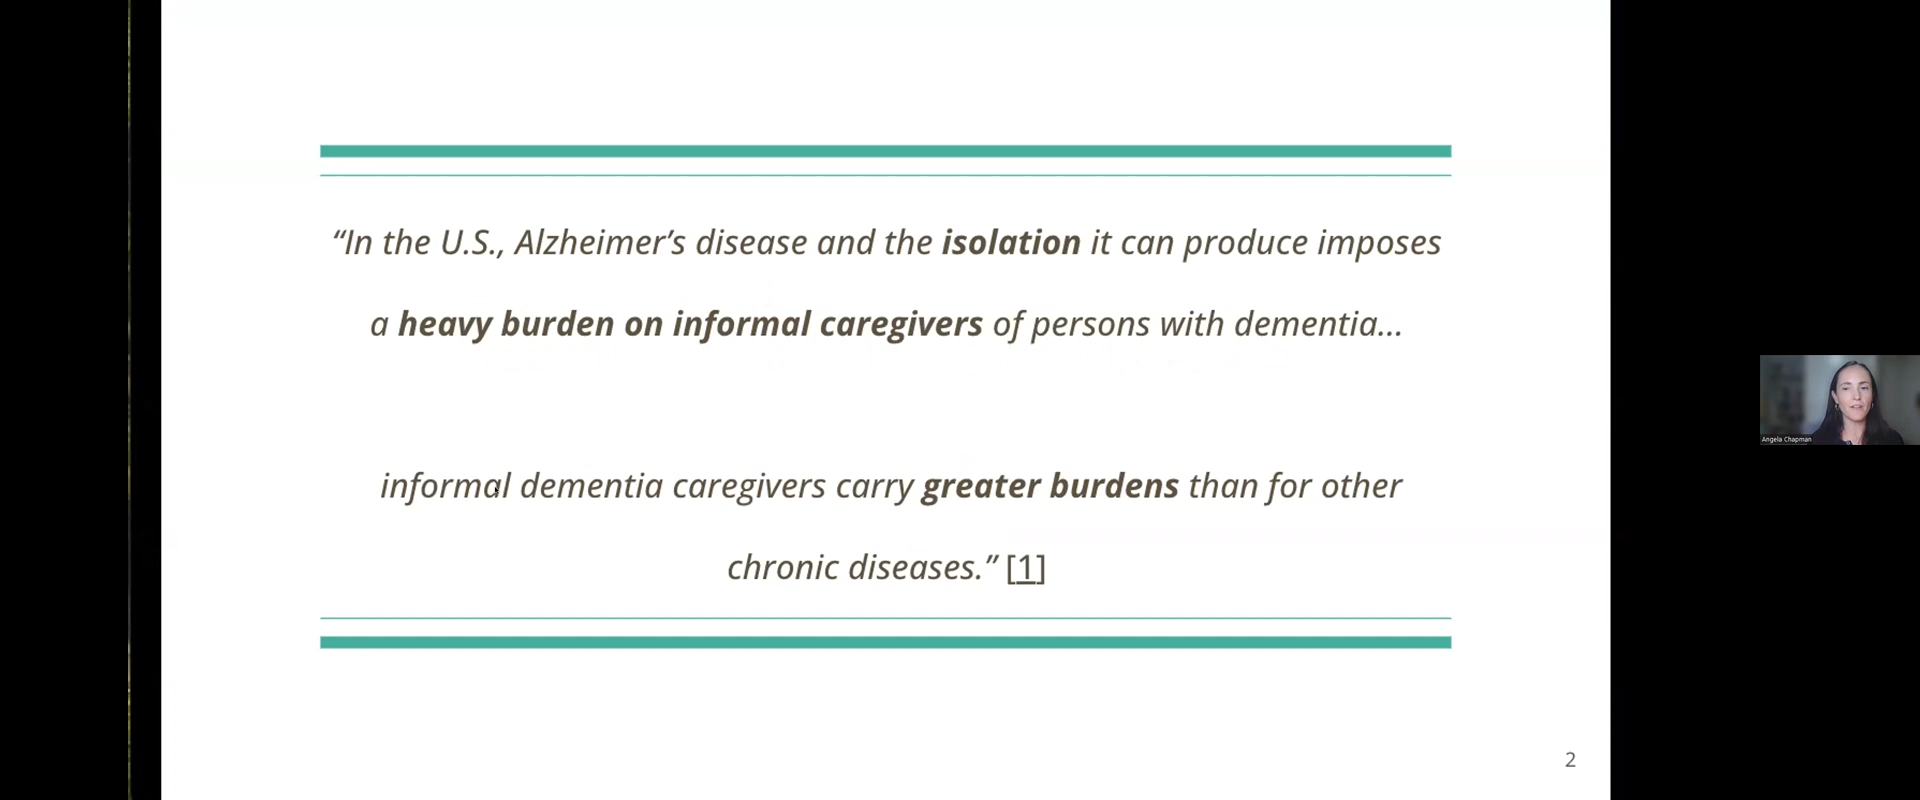 “In the U.S., Alzheimer’s disease and the isolation it can produce imposes
a heavy burden on informal caregivers of persons with dementia...
informal dementia caregivers carry greater burdens than for other
chronic diseases.” [1]
Angela Chapman
2